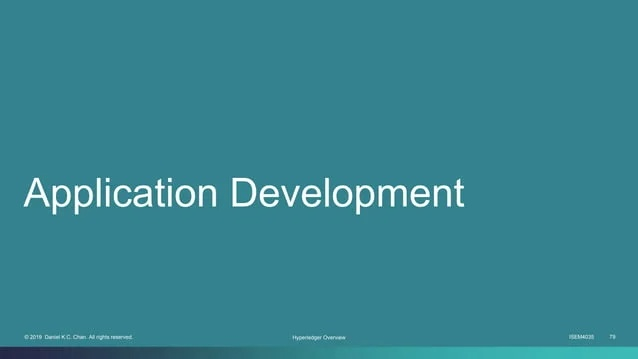 Application Development
© 2019 Daniel K.C. Chan. All rights reserved.
Hyperledger Overview
ISEM4035
79